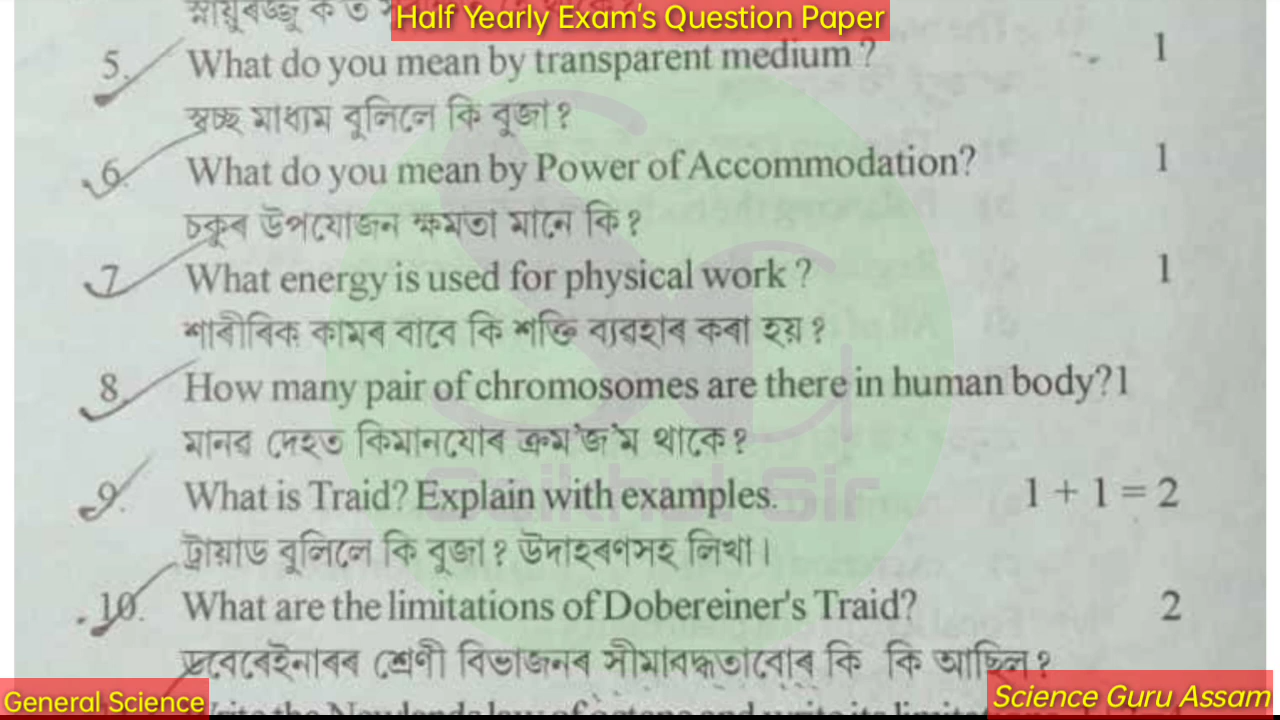 স্নায়ুৰজ্জু ক ত
Half Yearly Exam's Question Paper
5. What do you mean by transparent medium ? 1
স্বচ্ছ মাধ্যম বুলিলে কি বুজা ?
6. What do you mean by Power of Accommodation? 1
চকুৰ উপযোজন ক্ষমতা মানে কি ?
7. What energy is used for physical work ? 1
শাৰীৰিক কামৰ বাবে কি শক্তি ব্যৱহাৰ কৰা হয় ?
8. How many pair of chromosomes are there in human body?1
মানৱ দেহত কিমানযোৰ ক্ৰম'জ'ম থাকে ?
9. What is Traid? Explain with examples. 1 + 1 = 2
ট্ৰায়াড বুলিলে কি বুজা ? উদাহৰণসহ লিখা ।
10. What are the limitations of Dobereiner's Traid? 2
ডবেৰেইনাৰৰ শ্ৰেণী বিভাজনৰ সীমাবদ্ধতাবোৰ কি কি আছিল ?
Saikhul Sir
General Science
Science Guru Assam